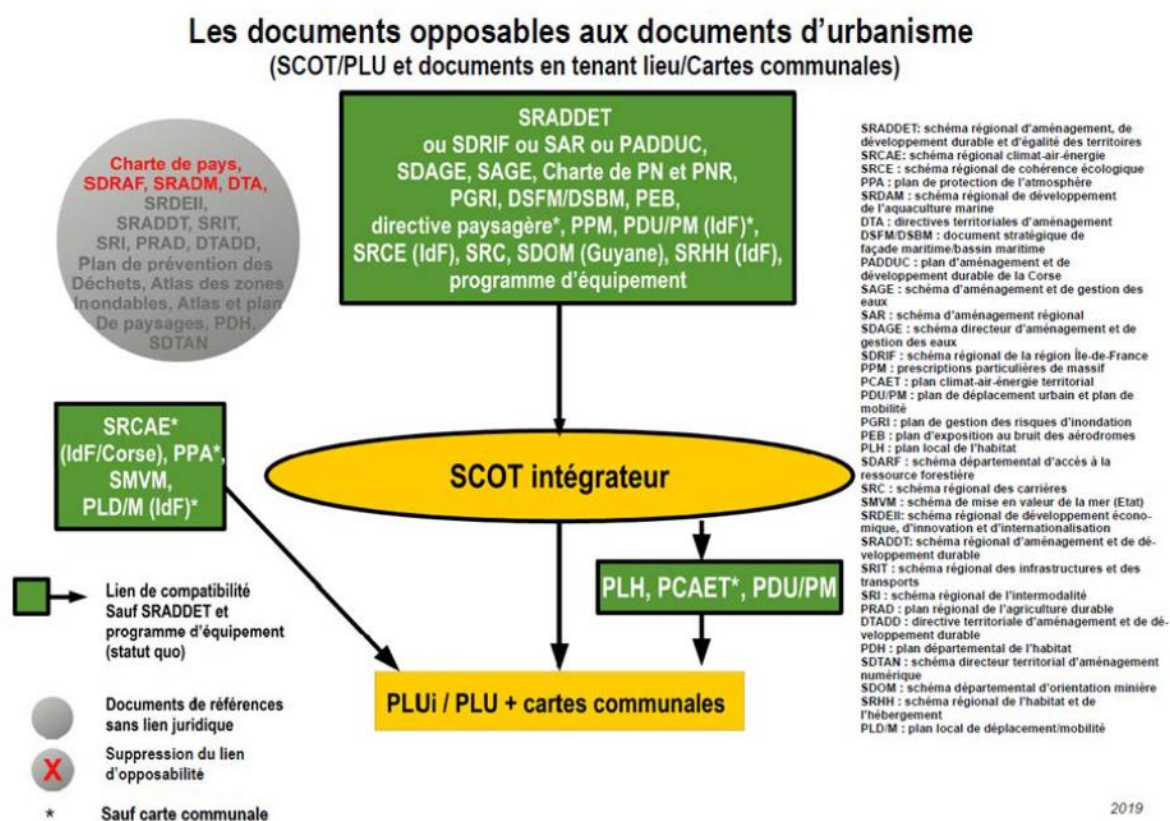 Les documents opposables aux documents d'urbanisme
(SCOT/PLU et documents en tenant lieu/Cartes communales)
Charte de pays,
SDRAF, SRADM, DTA,
SRDEII,
SRADDT, SRIT,
SRI, PRAD, DTADD,
Plan de prévention des
Déchets, Atlas des zones
Inondables, Atlas et plan
De paysages, PDH,
SDTAN
SRADDET
ou SDRIF ou SAR ou PADDUC,
SDAGE, SAGE, Charte de PN et PNR,
PGRI, DSFM/DSBM, PEB,
directive paysagère*, PPM, PDU/PM (IdF)*,
SRCE (IdF), SRC, SDOM (Guyane), SRHH (IdF),
programme d'équipement
SRCAE*
(IdF/Corse), PPA*,
SMVM,
PLD/M (IdF)*
SCOT intégrateur
PLH, PCAET*, PDU/PM
PLUi / PLU + cartes communales
Lien de compatibilité
Sauf SRADDET et
programme d'équipement
(statut quo)
Documents de références
sans lien juridique
X
Suppression du lien
d'opposabilité
* Sauf carte communale
SRADDET: schéma régional d'aménagement, de
développement durable et d'égalité des territoires
SRCAE: schéma régional climat-air-énergie
SRCE : schéma régional de cohérence écologique
PPA : plan de protection de l'atmosphère
SRDAM : schéma régional de développement
de l'aquaculture marine
DTA : directives territoriales d'aménagement
DSFM/DSBM : document stratégique de
façade maritime/bassin maritime
PADDUC : plan d'aménagement et de
développement durable de la Corse
SAGE : schéma d'aménagement et de gestion des
eaux
SAR : schéma d'aménagement régional
SDAGE : schéma directeur d'aménagement et de
gestion des eaux
SDRIF : schéma régional de la région Île-de-France
PPM : prescriptions particulières de massif
PCAET : plan climat-air-énergie territorial
PDU/PM : plan de déplacement urbain et plan de
mobilité
PGRI : plan de gestion des risques d'inondation
PEB : plan d'exposition au bruit des aérodromes
PLH : plan local de l'habitat
SDARF : schéma départemental d'accès à la
ressource forestière
SRC : schéma régional des carrières
SMVM : schéma de mise en valeur de la mer (Etat)
SRDEII: schéma régional de développement écono-
mique, d'innovation et d'internationalisation
SRADDT: schéma régional d'aménagement et de dé-
veloppement durable
SRIT : schéma régional des infrastructures et des
transports
SRI : schéma régional de l'intermodalité
PRAD : plan régional de l'agriculture durable
DTADD : directive territoriale d'aménagement et de dé-
veloppement durable
PDH : plan départemental de l'habitat
SDTAN : schéma directeur territorial d'aménagement
numérique
SDOM : schéma départemental d'orientation minière
SRHH : schéma régional de l'habitat et de
l'hébergement
PLD/M : plan local de déplacement/mobilité
2019